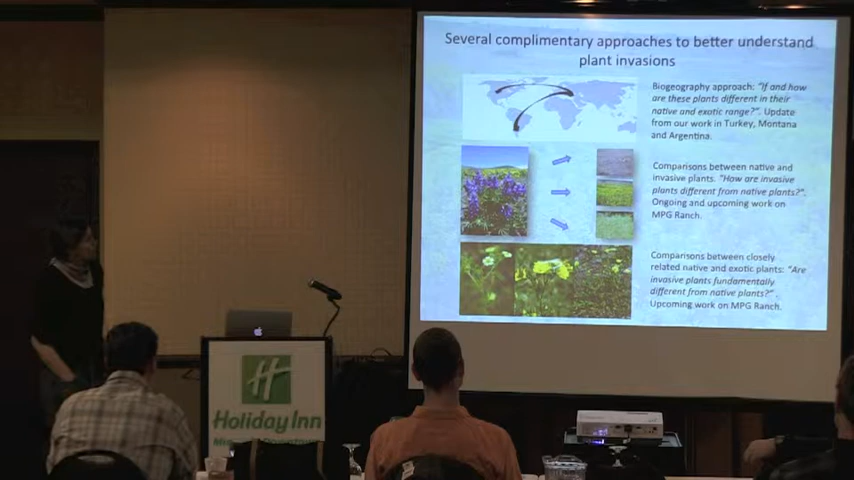 Several complimentary approaches to better understand
plant invasions
Biogeography approach: "If and how
are these plants different in their
native and exotic range?". Update
from our work in Turkey, Montana
and Argentina.
Comparisons between native and
invasive plants. "How are invasive
plants different from native plants?".
Ongoing and upcoming work on
MPG Ranch.
Comparisons between closely
related native and exotic plants: "Are
invasive plants fundamentally
different from native plants?".
Upcoming work on MPG Ranch.
H
Holiday Inn